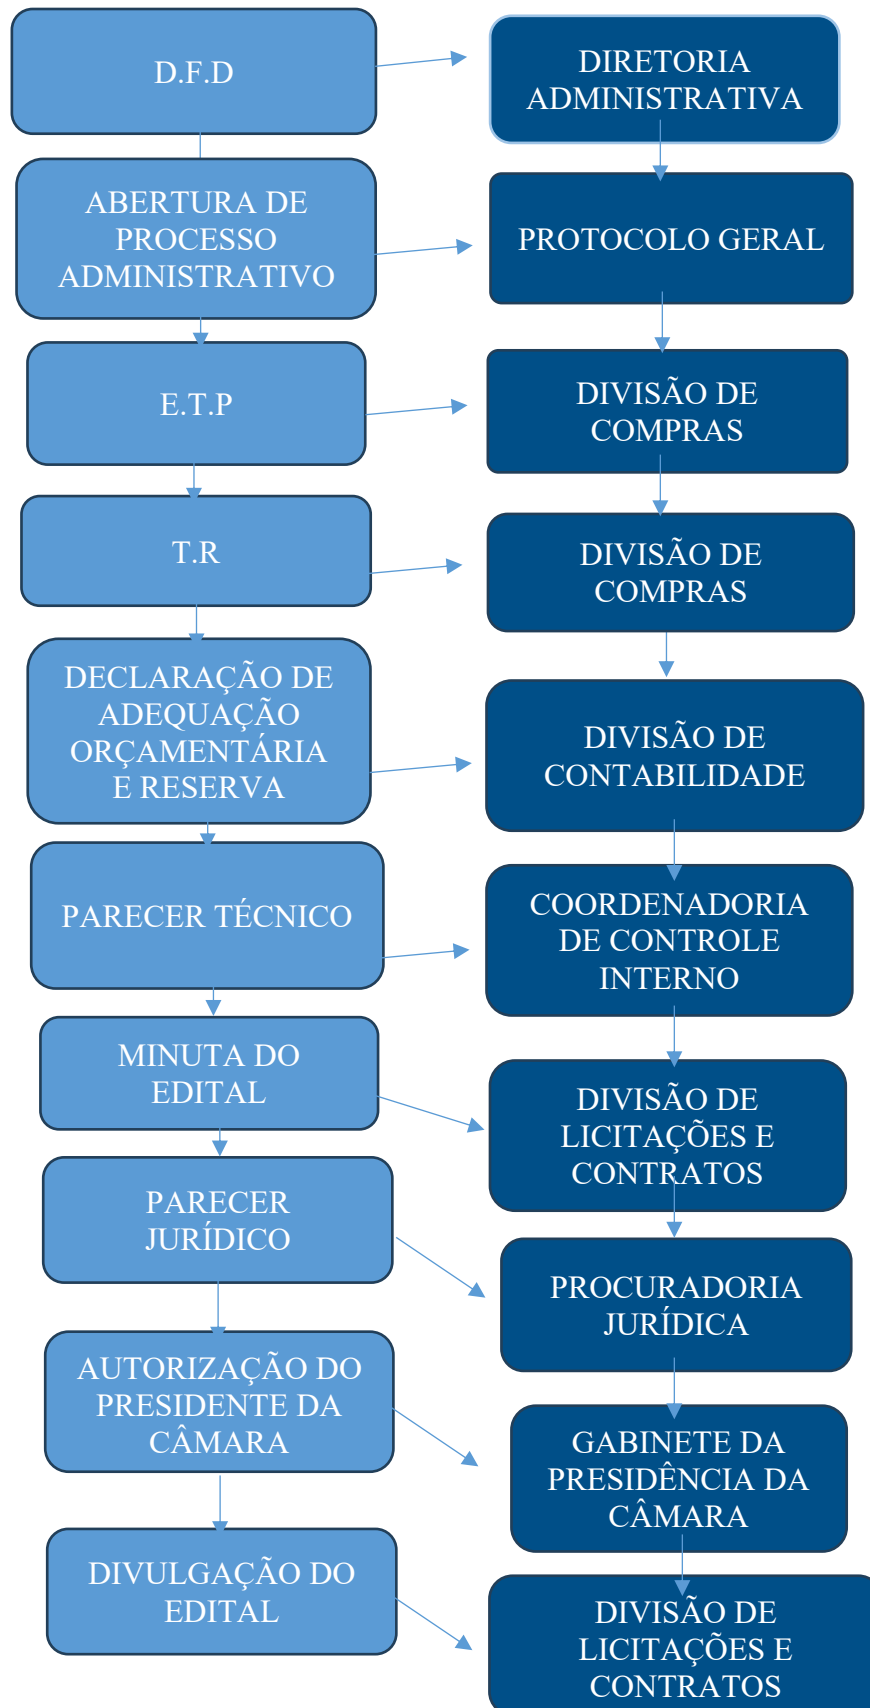 D.F.D
DIRETORIA
ADMINISTRATIVA
ABERTURA DE
PROCESSO
ADMINISTRATIVO
PROTOCOLO GERAL
E.T.P
DIVISÃO DE
COMPRAS
T.R
DIVISÃO DE
COMPRAS
DECLARAÇÃO DE
ADEQUAÇÃO
ORÇAMENTÁRIA
E RESERVA
DIVISÃO DE
CONTABILIDADE
PARECER TÉCNICO
COORDENADORIA
DE CONTROLE
INTERNO
MINUTA DO
EDITAL
DIVISÃO DE
LICITAÇÕES E
CONTRATOS
PARECER
JURÍDICO
PROCURADORIA
JURÍDICA
AUTORIZAÇÃO DO
PRESIDENTE DA
CÂMARA
GABINETE DA
PRESIDÊNCIA DA
CÂMARA
DIVULGAÇÃO DO
EDITAL
DIVISÃO DE
LICITAÇÕES E
CONTRATOS